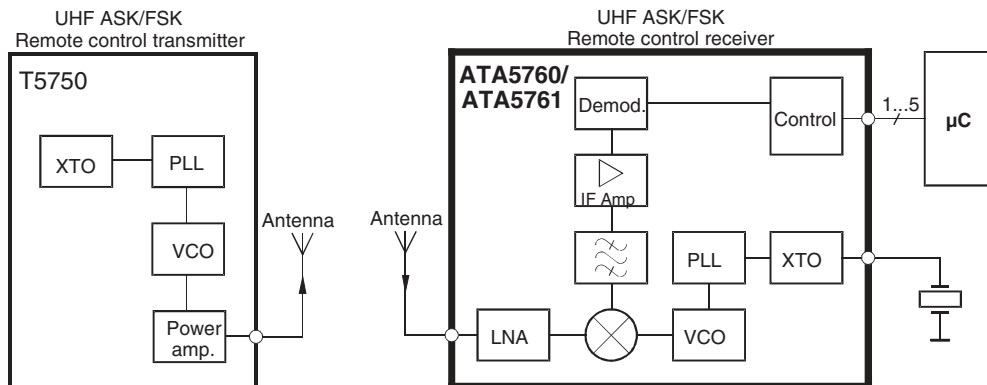 UHF ASK/FSK
Remote control transmitter
T5750
XTO
PLL
VCO
Power
amp.
Antenna
UHF ASK/FSK
Remote control receiver
ATA5760/
ATA5761
Demod.
Control
1...5
µC
IF Amp
Antenna
PLL
XTO
LNA
VCO